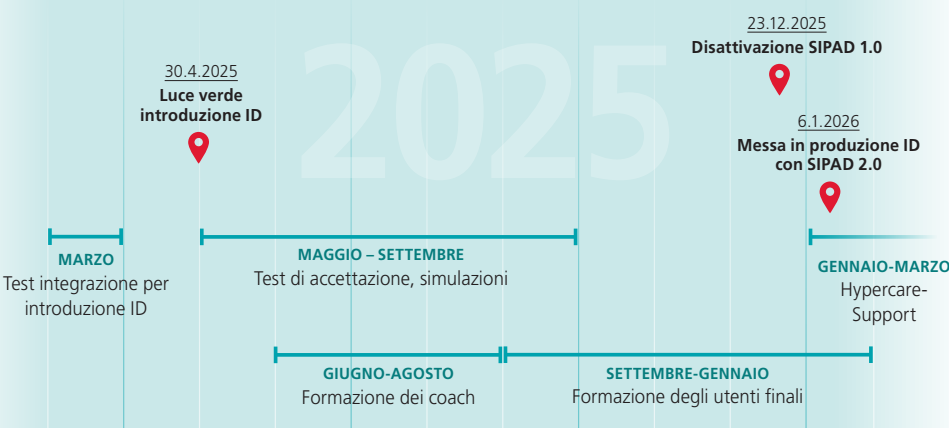 2025
30.4.2025
Luce verde
introduzione ID
23.12.2025
Disattivazione SIPAD 1.0
6.1.2026
Messa in produzione ID
con SIPAD 2.0
MARZO
Test integrazione per
introduzione ID
MAGGIO – SETTEMBRE
Test di accettazione, simulazioni
GENNAIO-MARZO
Hypercare-
Support
GIUGNO-AGOSTO
Formazione dei coach
SETTEMBRE-GENNAIO
Formazione degli utenti finali